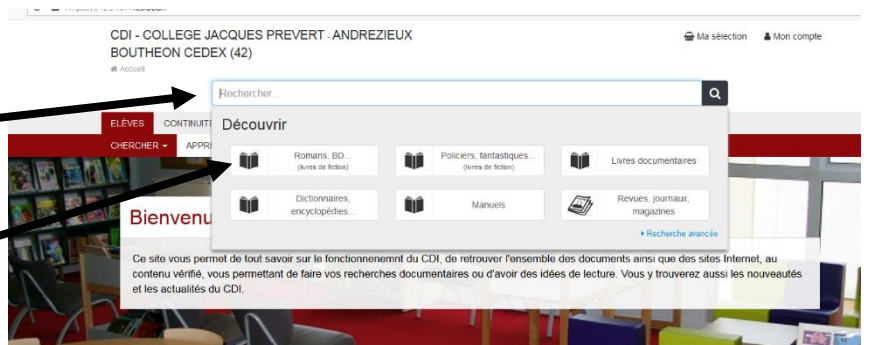 CDI - COLLEGE JACQUES PREVERT - ANDREZIEUX
BOUTHEON CEDEX (42)
Ma sélection
Mon compte
Accueil
Rechercher...
ELÈVES
CONTINUITÉ
Découvrir
CHERCHER
APPRE
Romans, BD...
(livres de fiction)
Policiers, fantastiques...
(livres de fiction)
Livres documentaires
Dictionnaires,
encyclopédies...
Manuels
Revues, journaux,
magazines
Recherche avancée
Bienvenu
Ce site vous permet de tout savoir sur le fonctionnenemnt du CDI, de retrouver l'ensemble des documents ainsi que des sites Internet, au
contenu vérifié, vous permettant de faire vos recherches documentaires ou d'avoir des idées de lecture. Vous y trouverez aussi les nouveautés
et les actualités du CDI.